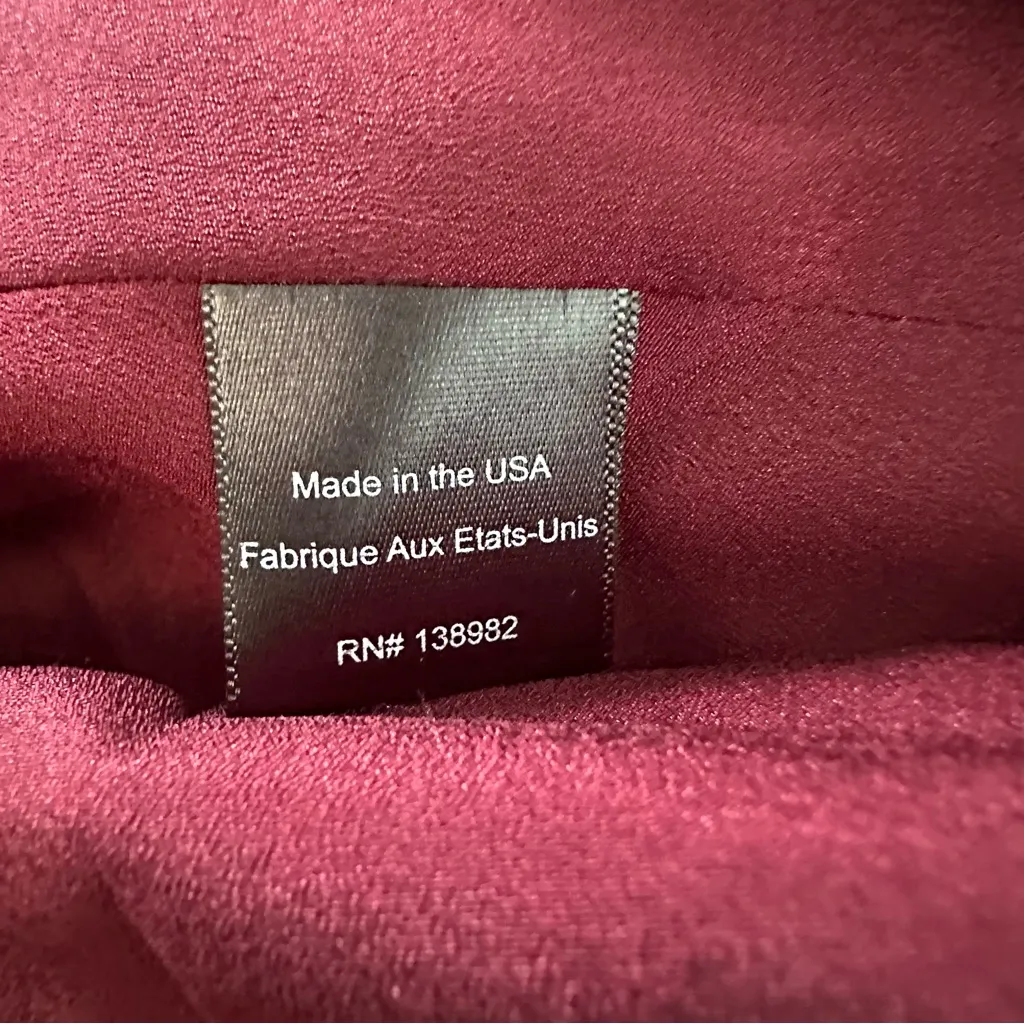 Made in the USA
Fabrique Aux Etats-Unis
RN# 138982